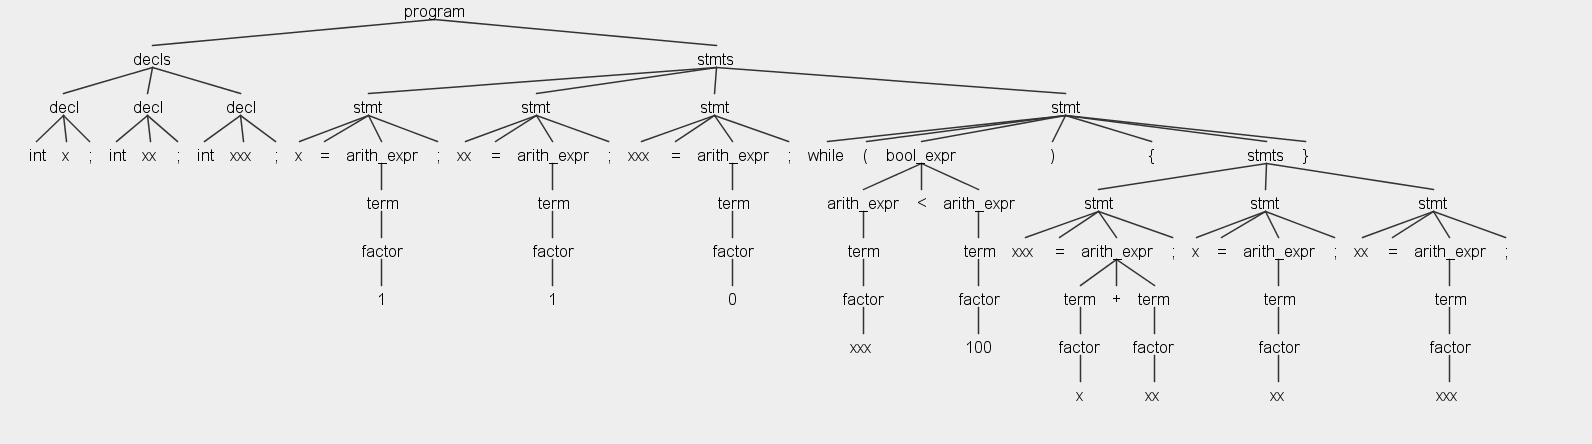 program
decls stmts
decl decl decl stmt stmt stmt stmt
int x ; int xx ; int xxx ; x = arith_expr ; xx = arith_expr ; xxx = arith_expr ; while ( bool_expr ) { stmts }
term term term arith_expr < arith_expr stmt stmt stmt
factor factor factor term term xxx = arith_expr ; x = arith_expr ; xx = arith_expr ;
1 1 0 factor factor term + term term term
xxx 100 factor factor factor factor
x xx xx xxx